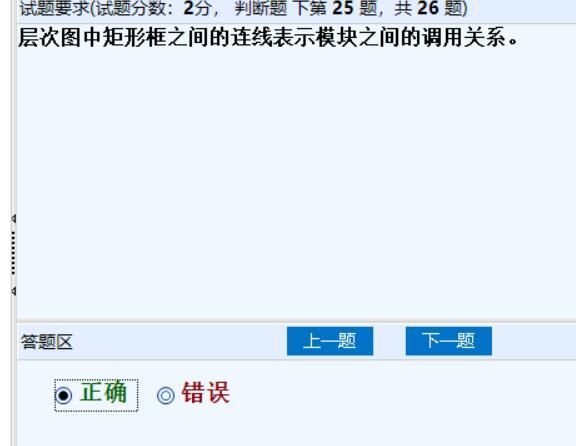 试题要求(试题分数：2分， 判断题 下第 25 题，共 26 题)
层次图中矩形框之间的连线表示模块之间的调用关系。
答题区 上一题 下一题
正确 错误